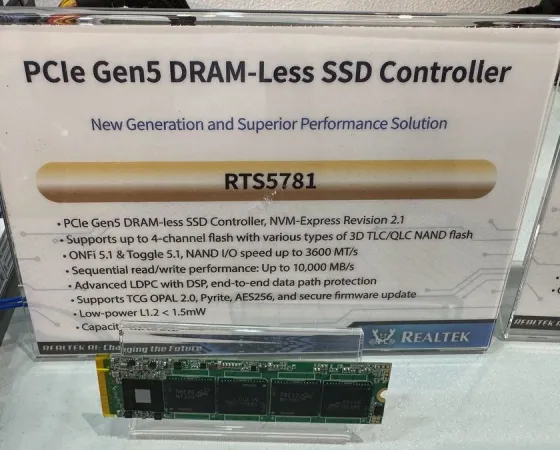 PCIe Gen5 DRAM-Less SSD Controller
New Generation and Superior Performance Solution
RTS5781
• PCIe Gen5 DRAM-less SSD Controller, NVM-Express Revision 2.1
• Supports up to 4-channel flash with various types of 3D TLC/QLC NAND flash
• ONFi 5.1 & Toggle 5.1, NAND I/O speed up to 3600 MT/s
• Sequential read/write performance: Up to 10,000 MB/s
• Advanced LDPC with DSP, end-to-end data path protection
• Supports TCG OPAL 2.0, Pyrite, AES256, and secure firmware update
• Low-power L1.2 < 1.5mW
REALTEK
REALTEK AI: Changing the Future